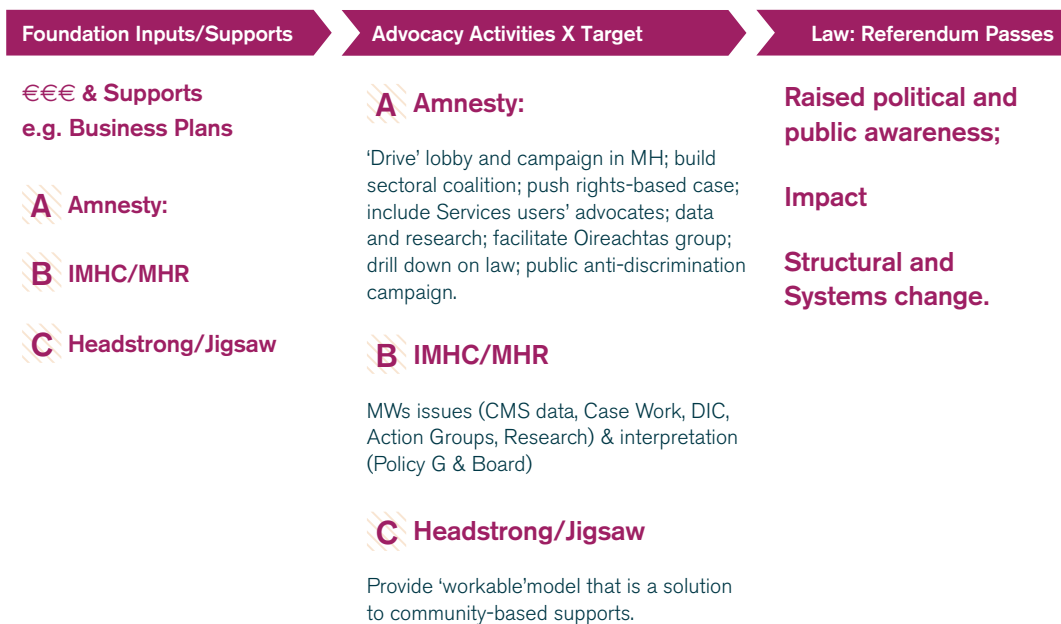 Foundation Inputs/Supports
Advocacy Activities X Target
Law: Referendum Passes
€€€ & Supports
e.g. Business Plans
A Amnesty:
B IMHC/MHR
C Headstrong/Jigsaw
A Amnesty:
‘Drive’ lobby and campaign in MH; build
sectoral coalition; push rights-based case;
include Services users’ advocates; data
and research; facilitate Oireachtas group;
drill down on law; public anti-discrimination
campaign.
B IMHC/MHR
MWs issues (CMS data, Case Work, DIC,
Action Groups, Research) & interpretation
(Policy G & Board)
C Headstrong/Jigsaw
Provide ‘workable’model that is a solution
to community-based supports.
Raised political and
public awareness;
Impact
Structural and
Systems change.